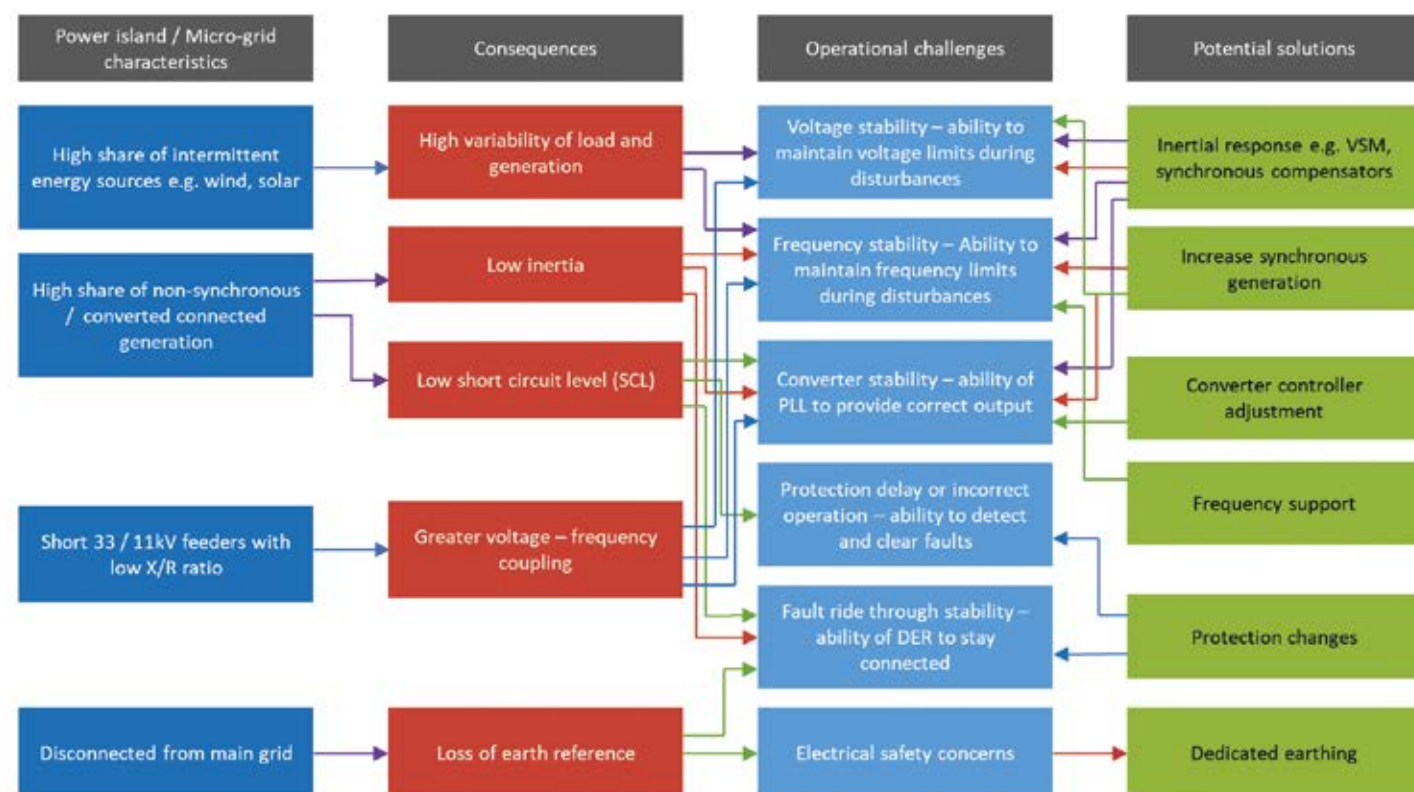 Power island / Micro-grid
characteristics
Consequences
Operational challenges
Potential solutions
High share of intermittent
energy sources e.g. wind, solar
High variability of load and
generation
Voltage stability – ability to
maintain voltage limits during
disturbances
Inertial response e.g. VSM,
synchronous compensators
High share of non-synchronous
/ converted connected
generation
Low inertia
Frequency stability – Ability to
maintain frequency limits
during disturbances
Increase synchronous
generation
Low short circuit level (SCL)
Converter stability – ability of
PLL to provide correct output
Converter controller
adjustment
Protection delay or incorrect
operation – ability to detect
and clear faults
Frequency support
Short 33 / 11kV feeders with
low X/R ratio
Greater voltage – frequency
coupling
Fault ride through stability –
ability of DER to stay
connected
Protection changes
Disconnected from main grid
Loss of earth reference
Electrical safety concerns
Dedicated earthing